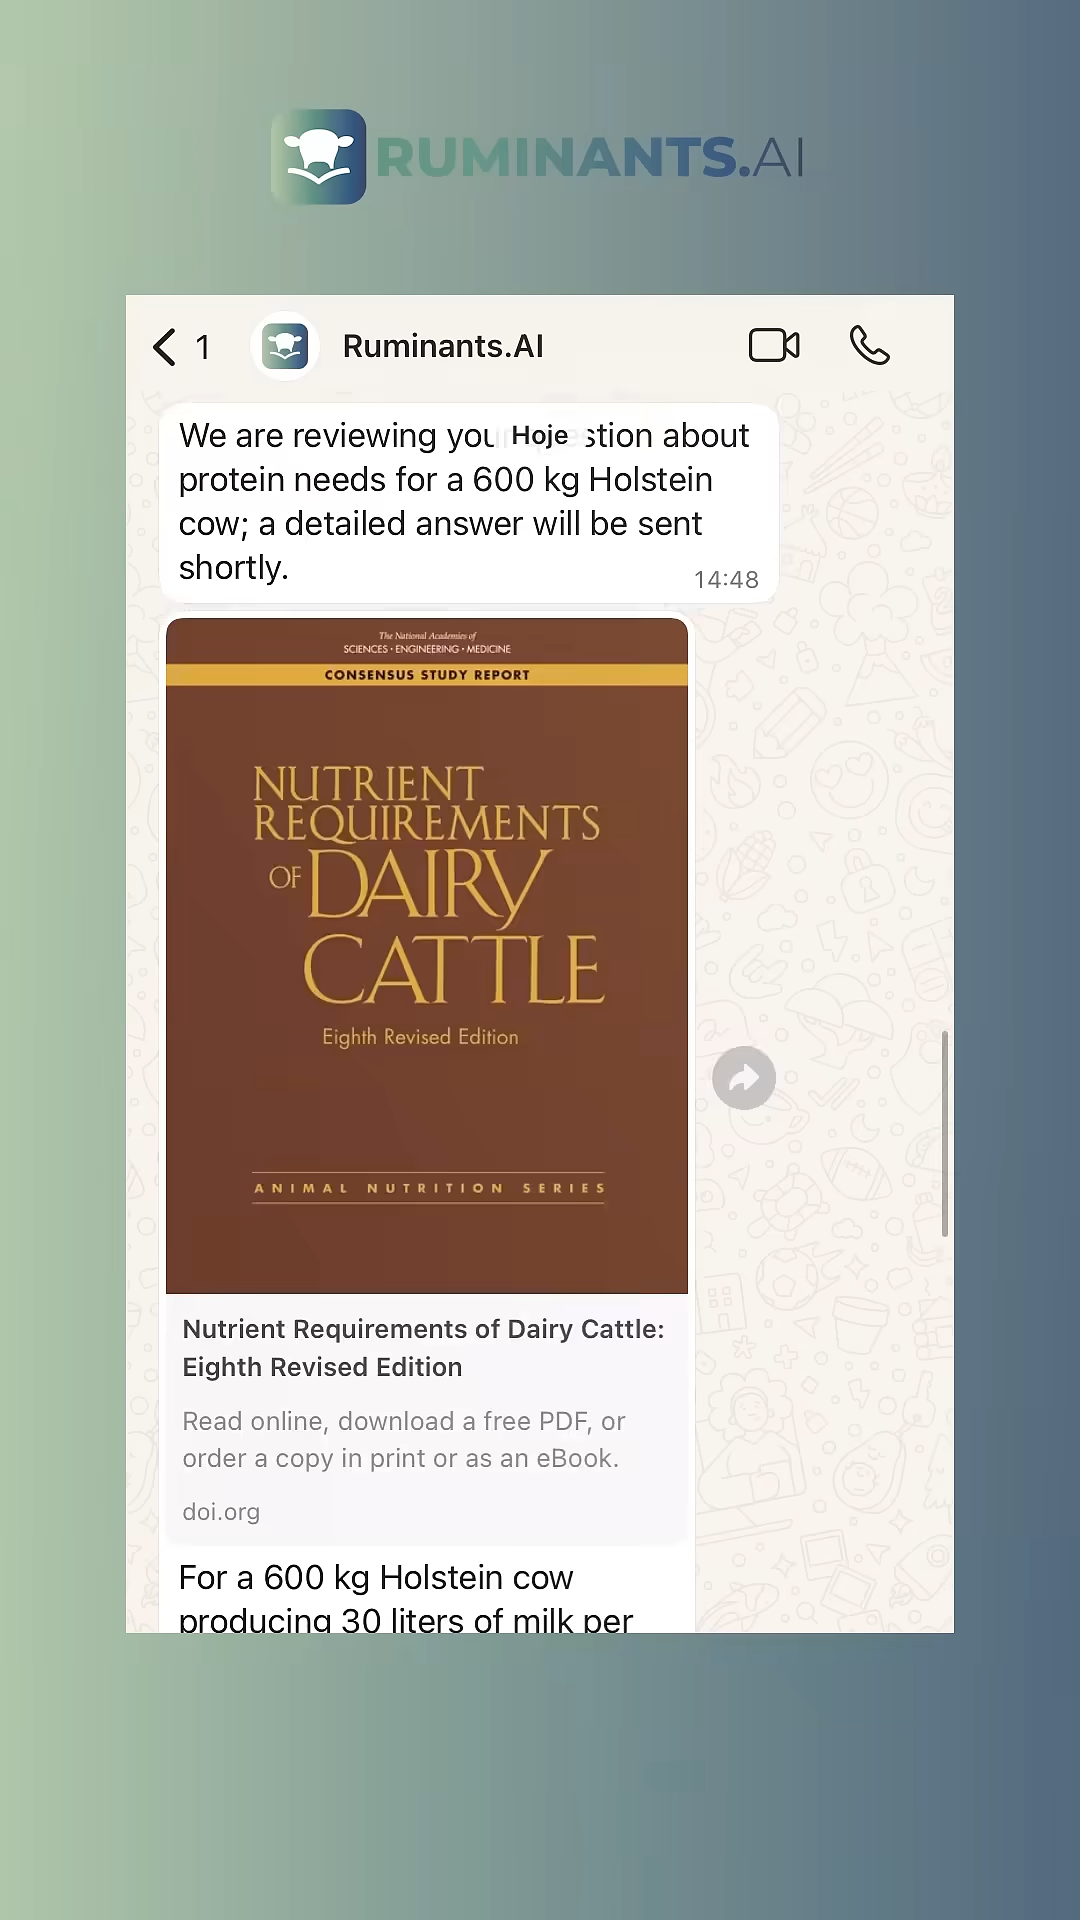 RUMINANTS.AI
1
Ruminants.AI
We are reviewing you Hoje stion about
protein needs for a 600 kg Holstein
cow; a detailed answer will be sent
shortly.
14:48
The National Academies of
SCIENCES • ENGINEERING • MEDICINE
CONSENSUS STUDY REPORT
NUTRIENT
REQUIREMENTS
OF DAIRY
CATTLE
Eighth Revised Edition
ANIMAL NUTRITION SERIES
Nutrient Requirements of Dairy Cattle:
Eighth Revised Edition
Read online, download a free PDF, or
order a copy in print or as an eBook.
doi.org
For a 600 kg Holstein cow
producing 30 liters of milk per